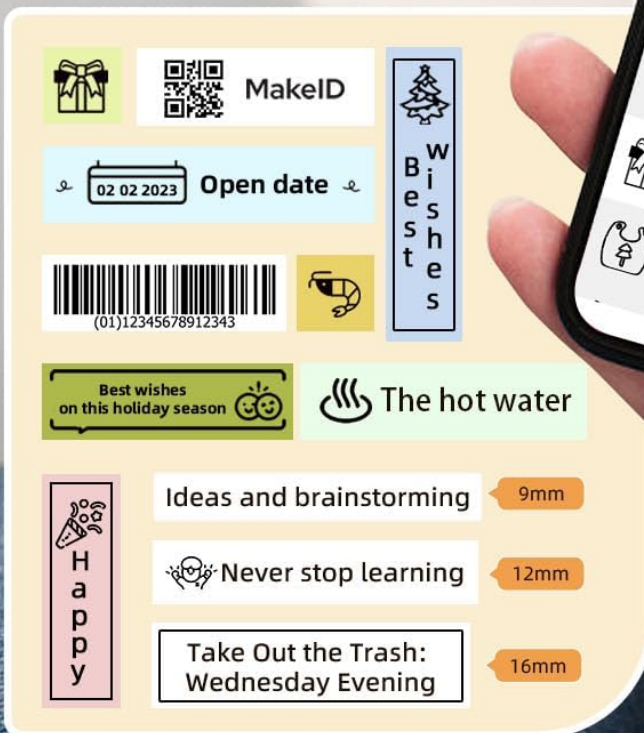 MakeID
02 02 2023 Open date
Best
wishes
(01)12345678912343
Best wishes
on this holiday season
The hot water
Happy
Ideas and brainstorming
9mm
Never stop learning
12mm
Take Out the Trash:
Wednesday Evening
16mm